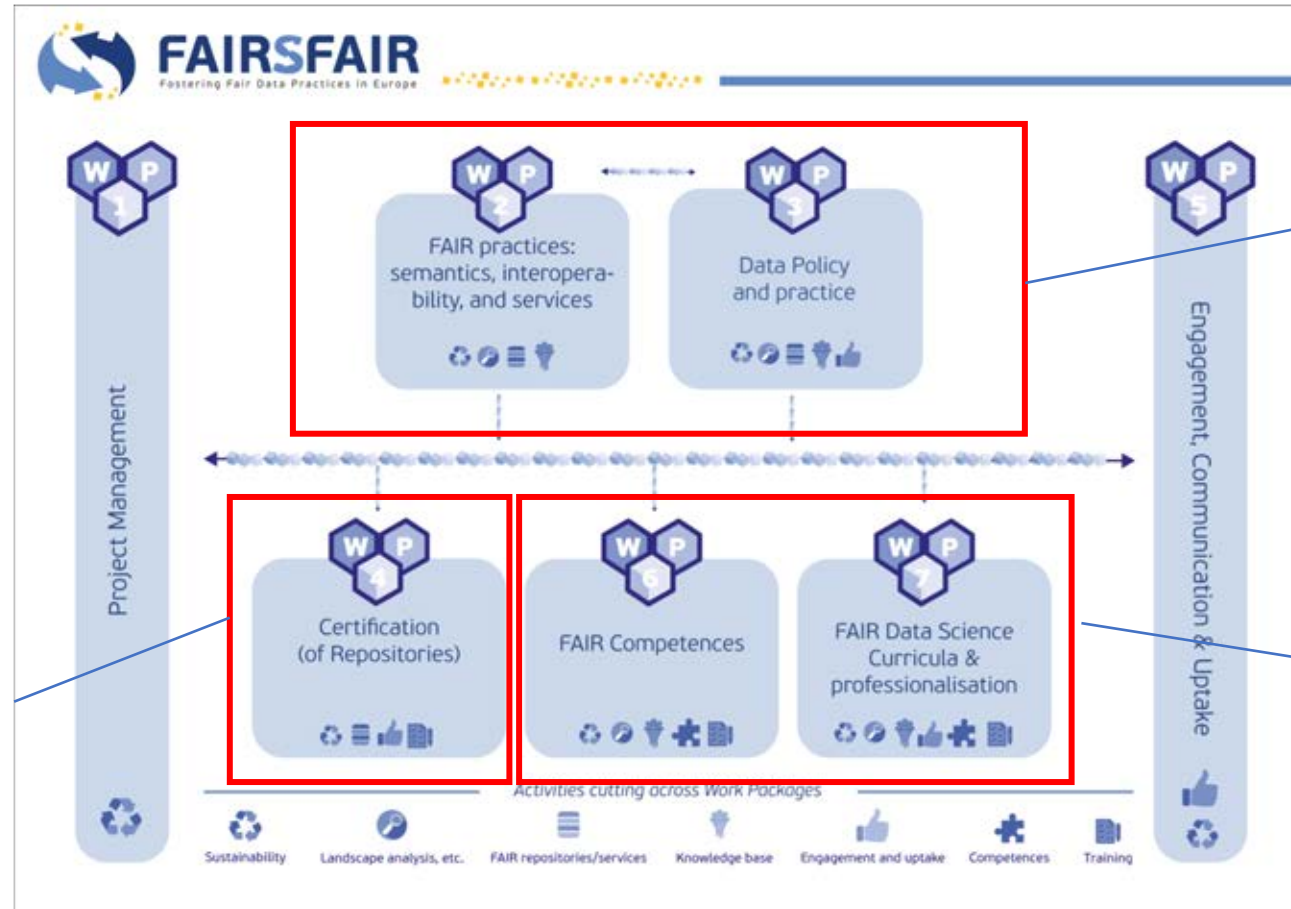 FAIRSFAIR
Fostering Fair Data Practices in Europe
W P
1
Project Management
W P
2
FAIR practices:
semantics, interopera-
bility, and services
W P
3
Data Policy
and practice
W P
5
Engagement, Communication & Uptake
W P
4
Certification
(of Repositories)
W P
6
FAIR Competences
W P
7
FAIR Data Science
Curricula &
professionalisation
Activities cutting across Work Packages
Sustainability
Landscape analysis, etc.
FAIR repositories/services
Knowledge base
Engagement and uptake
Competences
Training